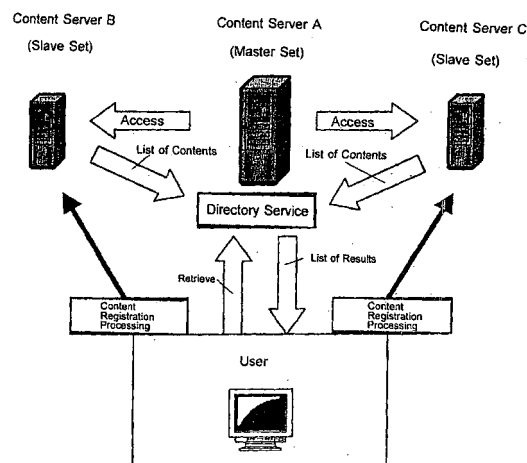 Content Server B
(Slave Set)
Content Server A
(Master Set)
Content Server C
(Slave Set)
Access
Access
List of Contents
List of Contents
Directory Service
Retrieve
List of Results
Content
Registration
Processing
Content
Registration
Processing
User